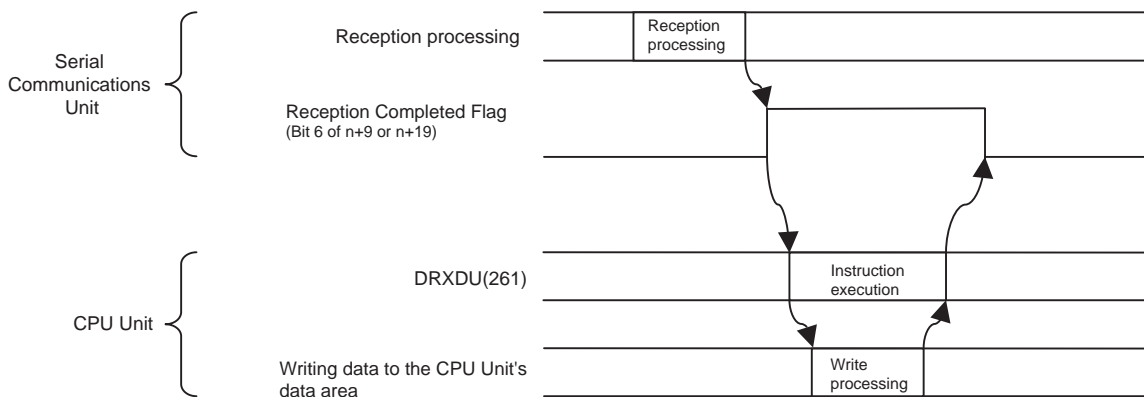 Serial
Communications
Unit
Reception processing
Reception
processing
Reception Completed Flag
(Bit 6 of n+9 or n+19)
CPU Unit
DRXDU(261)
Instruction
execution
Writing data to the CPU Unit's
data area
Write
processing